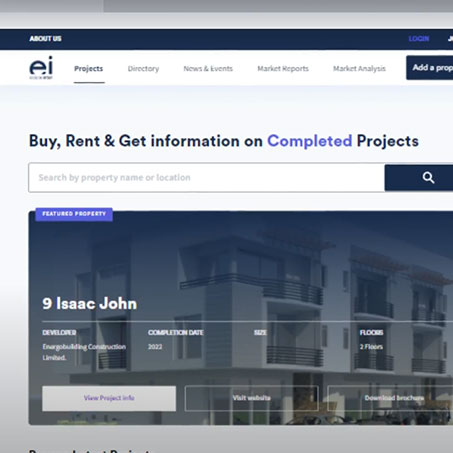 ABOUT US
LOGIN
ei
Projects
Directory
News & Events
Market Reports
Market Analysis
Add a prop
Buy, Rent & Get information on Completed Projects
Search by property name or location
FEATURED PROPERTY
9 Isaac John
DEVELOPER COMPLETION DATE SIZE FLOORS
Energobuilding Construction 2022 2 Floors
Limited.
View Project info Visit website Download brochure